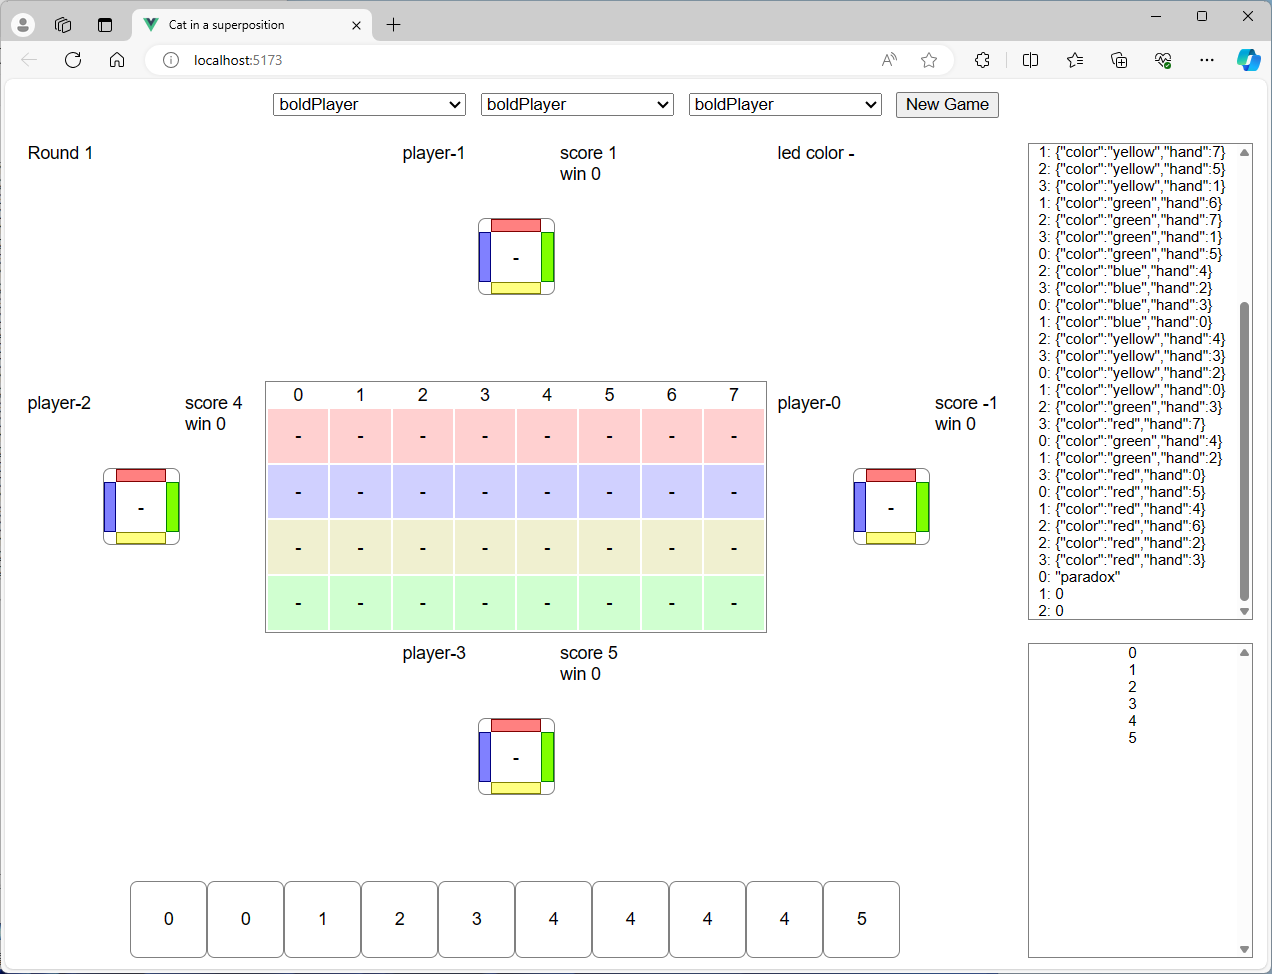 Cat in a superposition
localhost:5173
boldPlayer boldPlayer boldPlayer New Game
Round 1
player-1
score 1
win 0
led color -
-
player-2
score 4
win 0
-
0 1 2 3 4 5 6 7
- - - - - - - -
- - - - - - - -
- - - - - - - -
- - - - - - - -
player-0
score -1
win 0
-
player-3
score 5
win 0
-
0 0 1 2 3 4 4 4 4 5
1: {"color":"yellow","hand":7}
2: {"color":"yellow","hand":5}
3: {"color":"yellow","hand":1}
1: {"color":"green","hand":6}
2: {"color":"green","hand":7}
3: {"color":"green","hand":1}
0: {"color":"green","hand":5}
2: {"color":"blue","hand":4}
3: {"color":"blue","hand":2}
0: {"color":"blue","hand":3}
1: {"color":"blue","hand":0}
2: {"color":"yellow","hand":4}
3: {"color":"yellow","hand":3}
0: {"color":"yellow","hand":2}
1: {"color":"yellow","hand":0}
2: {"color":"green","hand":3}
3: {"color":"red","hand":7}
0: {"color":"green","hand":4}
1: {"color":"green","hand":2}
3: {"color":"red","hand":0}
0: {"color":"red","hand":5}
1: {"color":"red","hand":4}
2: {"color":"red","hand":6}
2: {"color":"red","hand":2}
3: {"color":"red","hand":3}
0: "paradox"
1: 0
2: 0
0
1
2
3
4
5